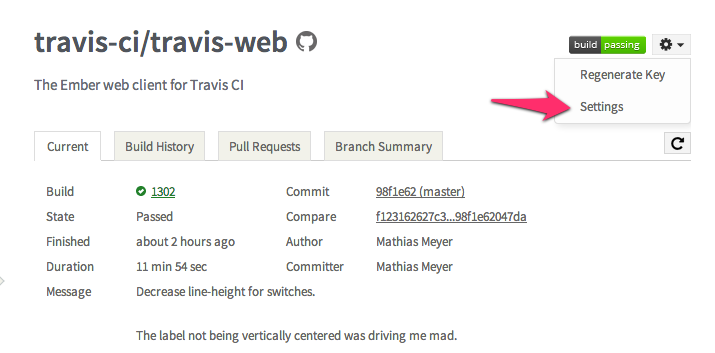 travis-ci/travis-web
build passing
The Ember web client for Travis CI
Regenerate Key
Settings
Current Build History Pull Requests Branch Summary
Build 1302 Commit 98f1e62 (master)
State Passed Compare f123162627c3...98f1e62047da
Finished about 2 hours ago Author Mathias Meyer
Duration 11 min 54 sec Committer Mathias Meyer
Message Decrease line-height for switches.
The label not being vertically centered was driving me mad.